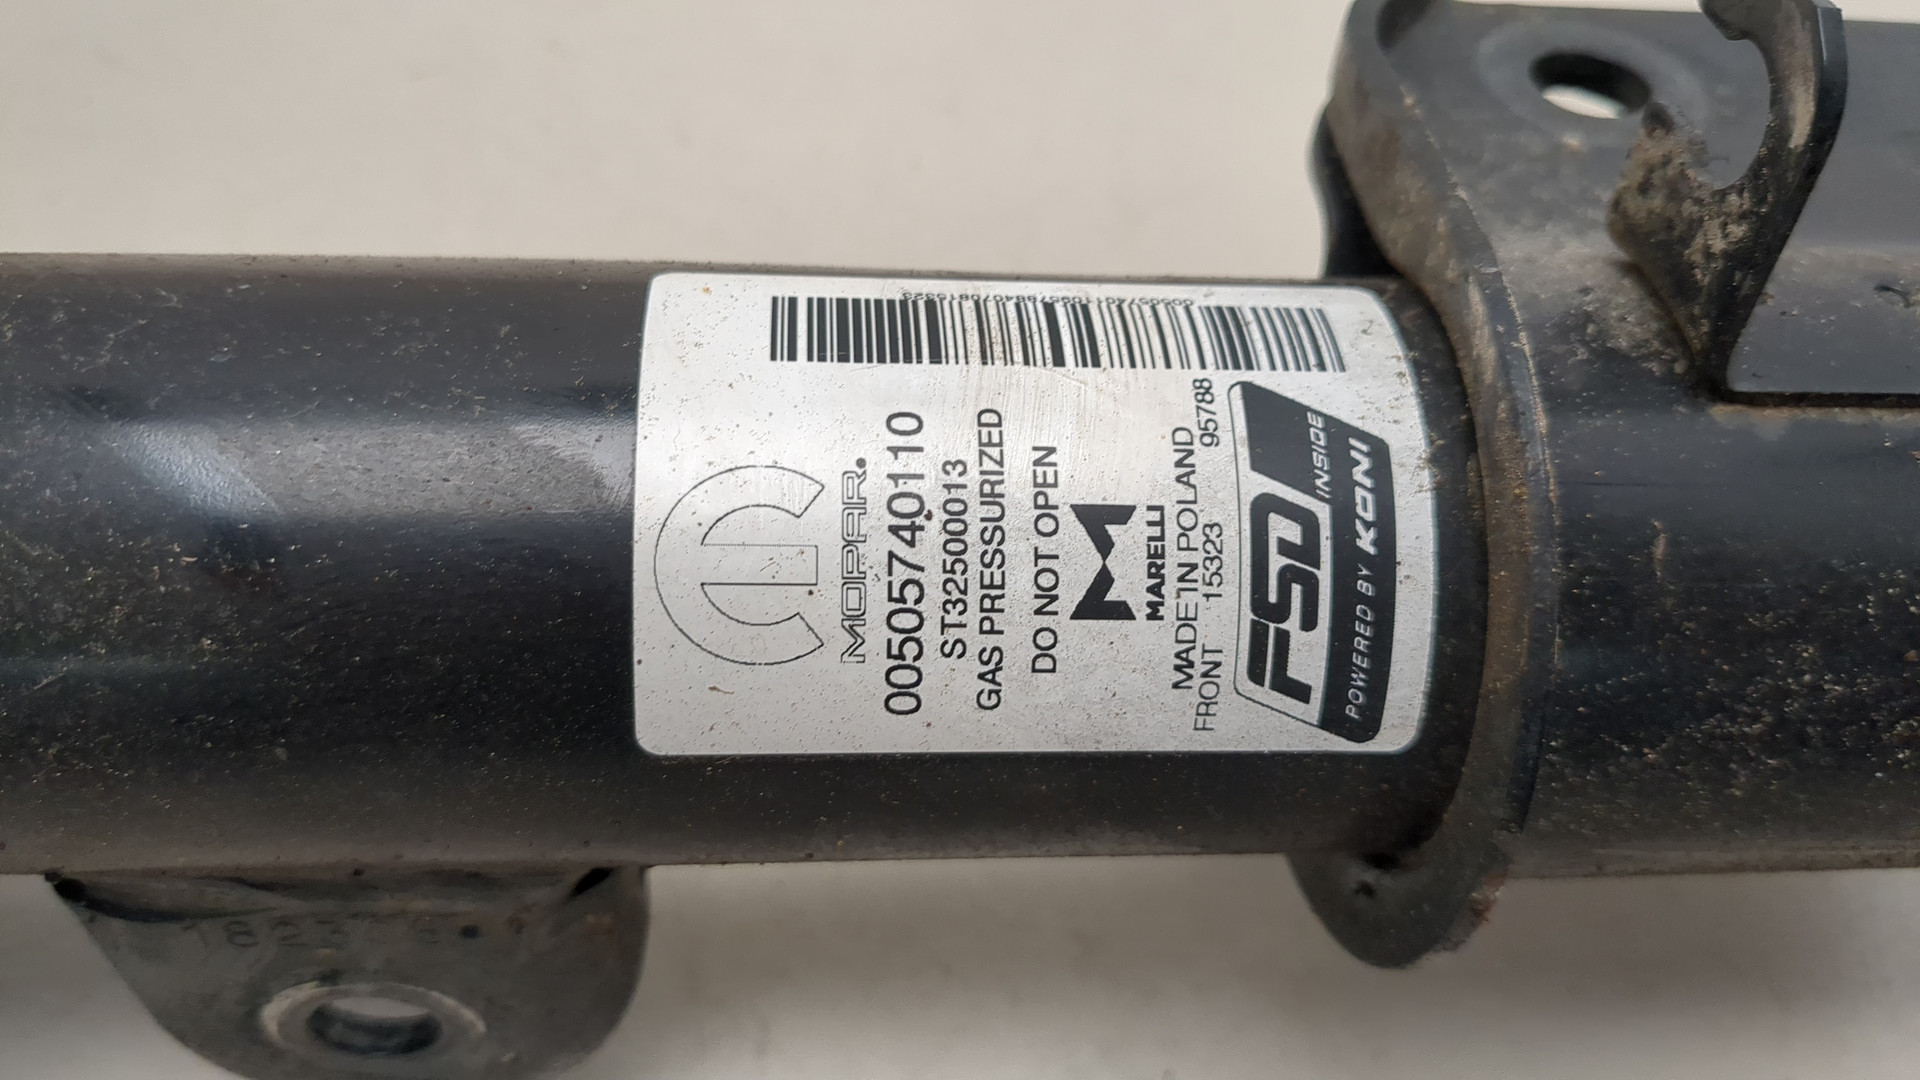 MOPAR.
00505740110
ST32500013
GAS PRESSURIZED
DO NOT OPEN
MARELLI
MADE IN POLAND
FRONT 15323 95788
FSD
INSIDE
POWERED BY KONI